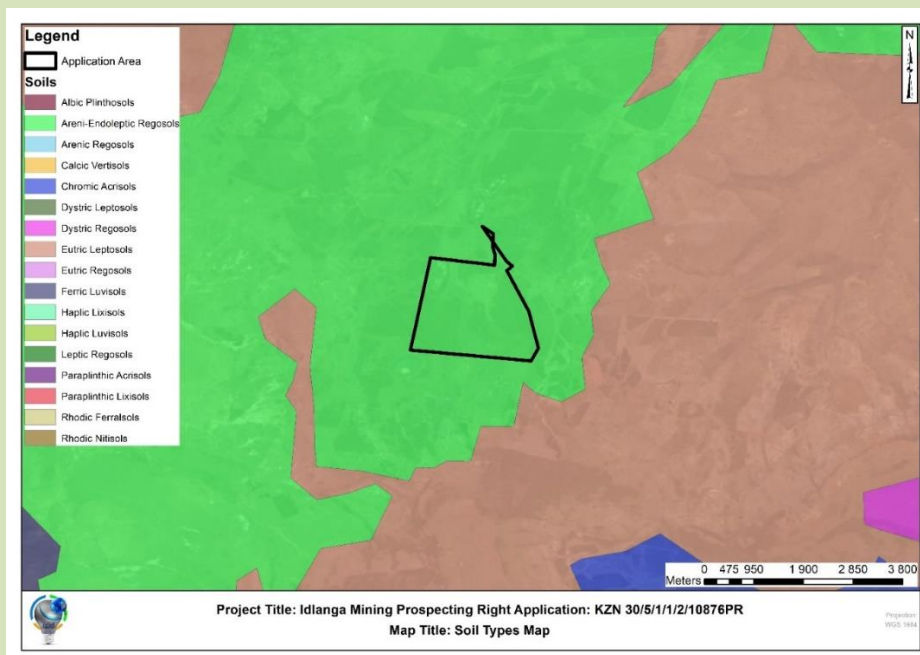 Legend
Application Area
Soils
Albic Plinthosols
Areni-Endoleptic Regosols
Arenic Regosols
Calcic Vertisols
Chromic Acrisols
Dystric Leptosols
Dystric Regosols
Eutric Leptosols
Eutric Regosols
Ferric Luvisols
Haplic Lixisols
Haplic Luvisols
Leptic Regosols
Paraplinthic Acrisols
Paraplinthic Lixisols
Rhodic Ferralsols
Rhodic Nitisols
N
0 475 950 1 900 2 850 3 800
Meters
Project Title: Idlanga Mining Prospecting Right Application: KZN 30/5/1/1/2/10876PR
Map Title: Soil Types Map
Projection:
WGS 1984